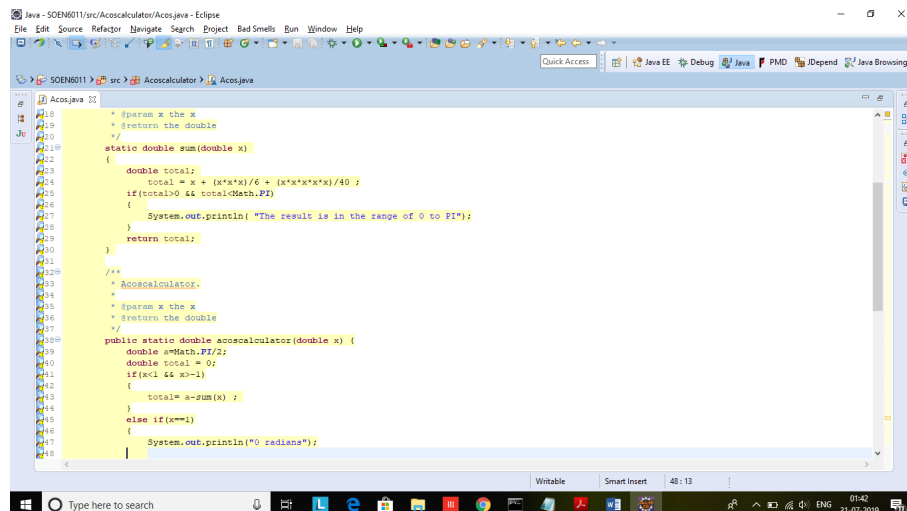 Java - SOEN6011/src/Acoscalculator/Acos.java - Eclipse
File Edit Source Refactor Navigate Search Project Bad Smells Run Window Help
Quick Access Java EE Debug Java PMD JDepend Java Browsing
SOEN6011 src Acoscalculator Acos.java
Acos.java
18 * @param x the x
19 * @return the double
20 */
21 static double sum(double x)
22 {
23 double total;
24 total = x + (x*x*x)/6 + (x*x*x*x*x)/40 ;
25 if(total>0 && total<Math.PI)
26 {
27 System.out.println( "The result is in the range of 0 to PI");
28 }
29 return total;
30 }
31
32 /**
33 * Acoscalculator.
34 *
35 * @param x the x
36 * @return the double
37 */
38 public static double acoscalculator(double x) {
39 double a=Math.PI/2;
40 double total = 0;
41 if(x<1 && x>-1)
42 {
43 total= a-sum(x) ;
44 }
45 else if(x==1)
46 {
47 System.out.println("0 radians");
48
Writable Smart Insert 48 : 13
Type here to search
ENG 01:42
31-07-2019